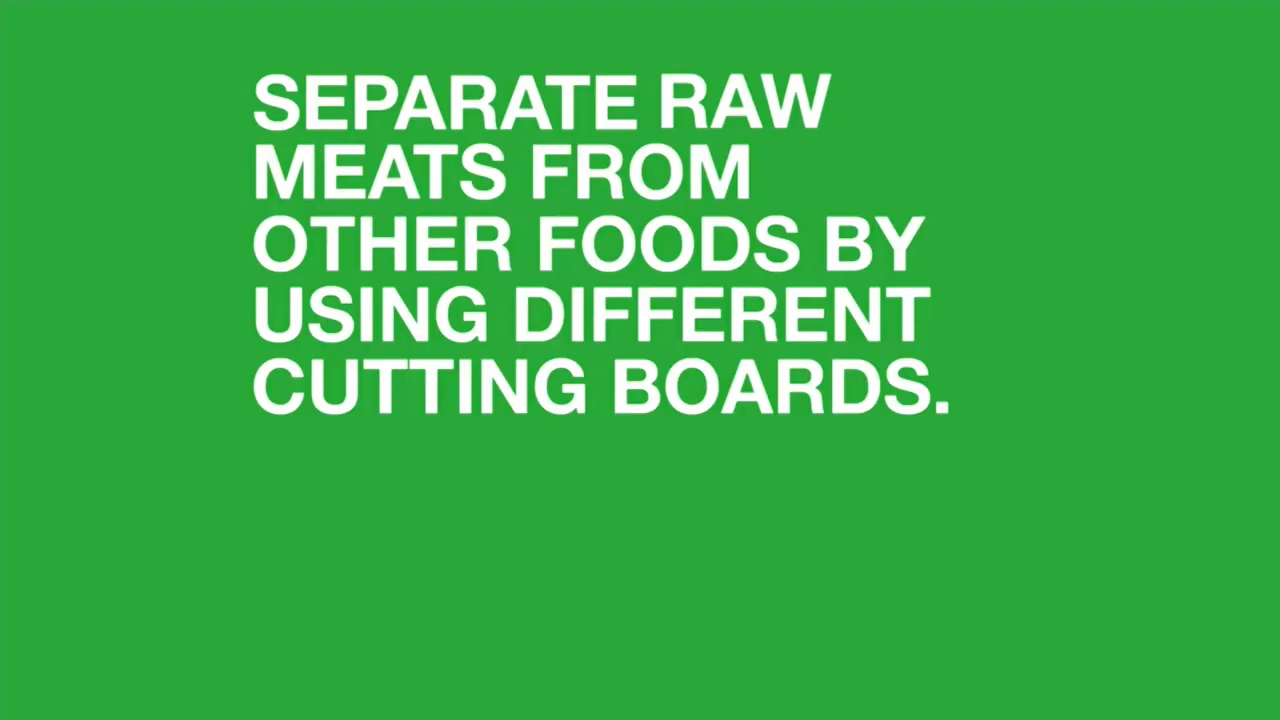 SEPARATE RAW
MEATS FROM
OTHER FOODS BY
USING DIFFERENT
CUTTING BOARDS.